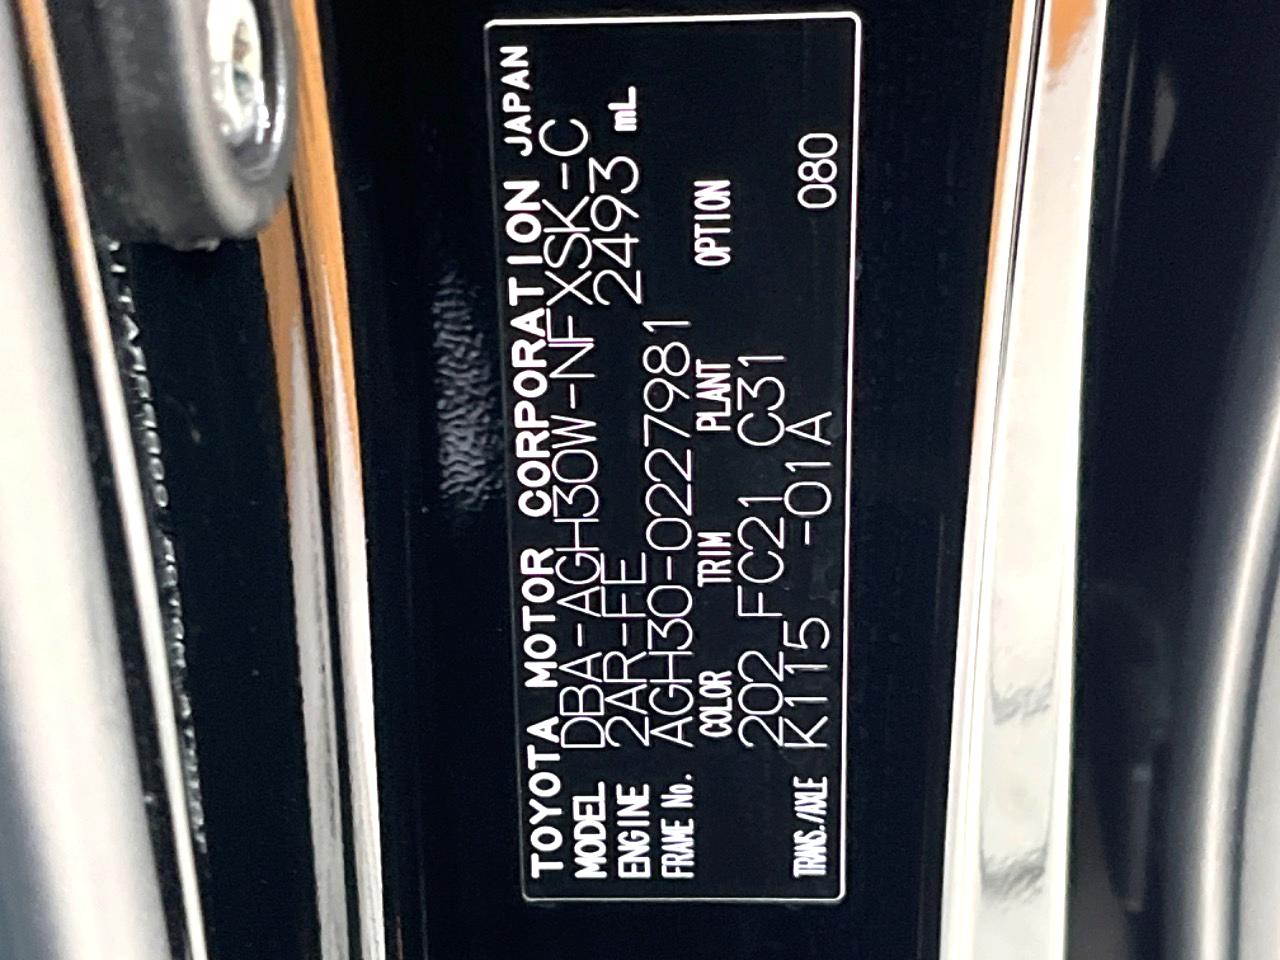 TOYOTA MOTOR CORPORATION JAPAN
MODEL DBA-AGH30W-NFXSK-C
ENGINE 2AR-FE 2493 mL
FRAME No. AGH30-0227981
COLOR TRIM PLANT OPTION
202 FC21 C31
TRANS./AXLE K115 -01A 080